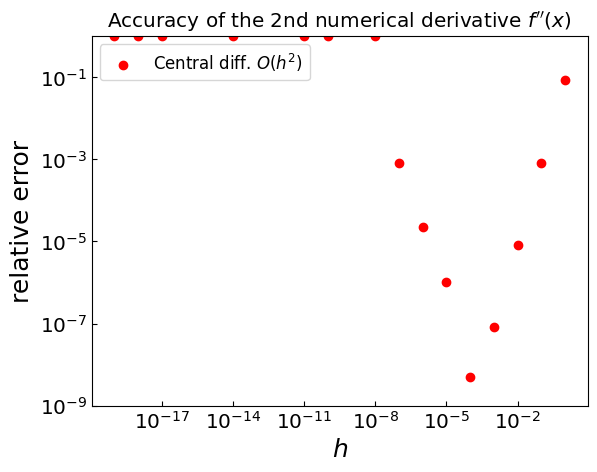 Accuracy of the 2nd numerical derivative $f''(x)$
Central diff. $O(h^2)$
relative error
$10^{-1}$
$10^{-3}$
$10^{-5}$
$10^{-7}$
$10^{-9}$
$10^{-17}$ $10^{-14}$ $10^{-11}$ $10^{-8}$ $10^{-5}$ $10^{-2}$
$h$